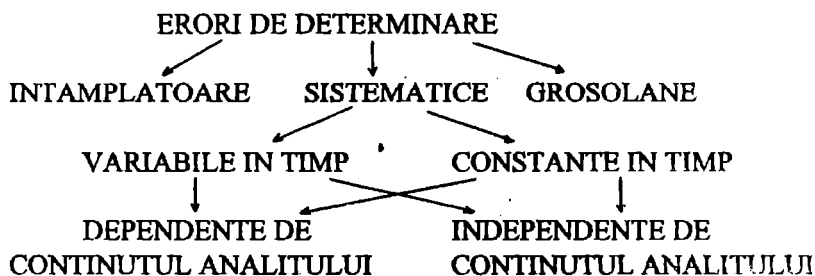 ERORI DE DETERMINARE
INTAMPLATOARE SISTEMATICE GROSOLANE
VARIABILE IN TIMP CONSTANTE IN TIMP
DEPENDENTE DE INDEPENDENTE DE
CONTINUTUL ANALITULUI CONTINUTUL ANALITULUI